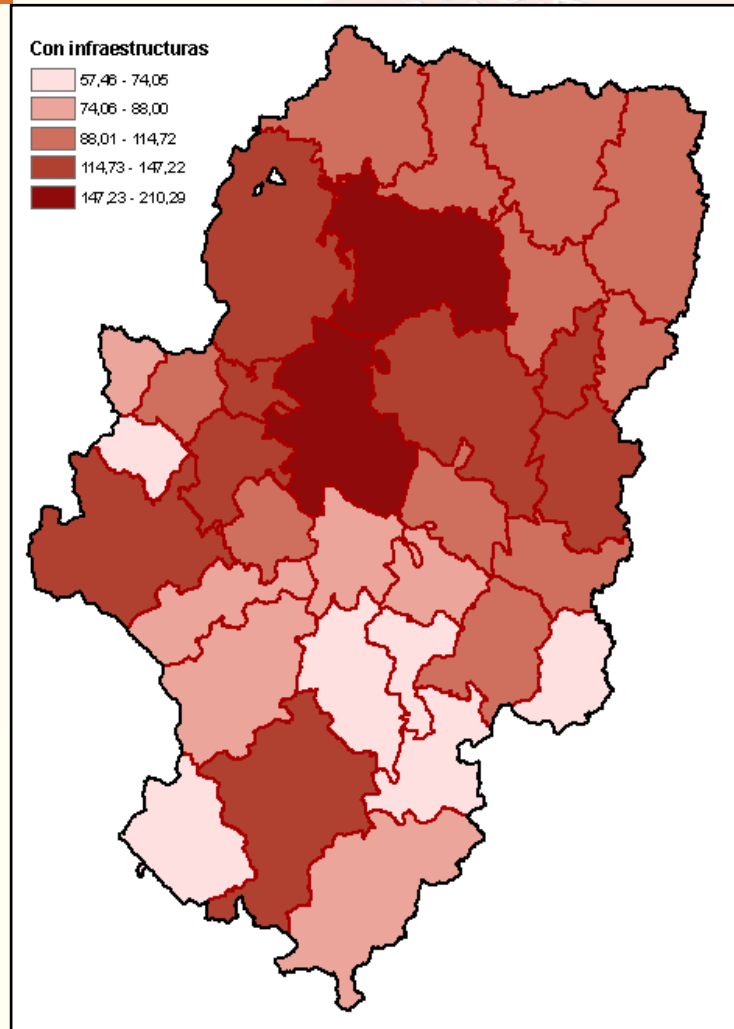 Con infraestructuras
57,46 - 74,05
74,06 - 88,00
88,01 - 114,72
114,73 - 147,22
147,23 - 210,29